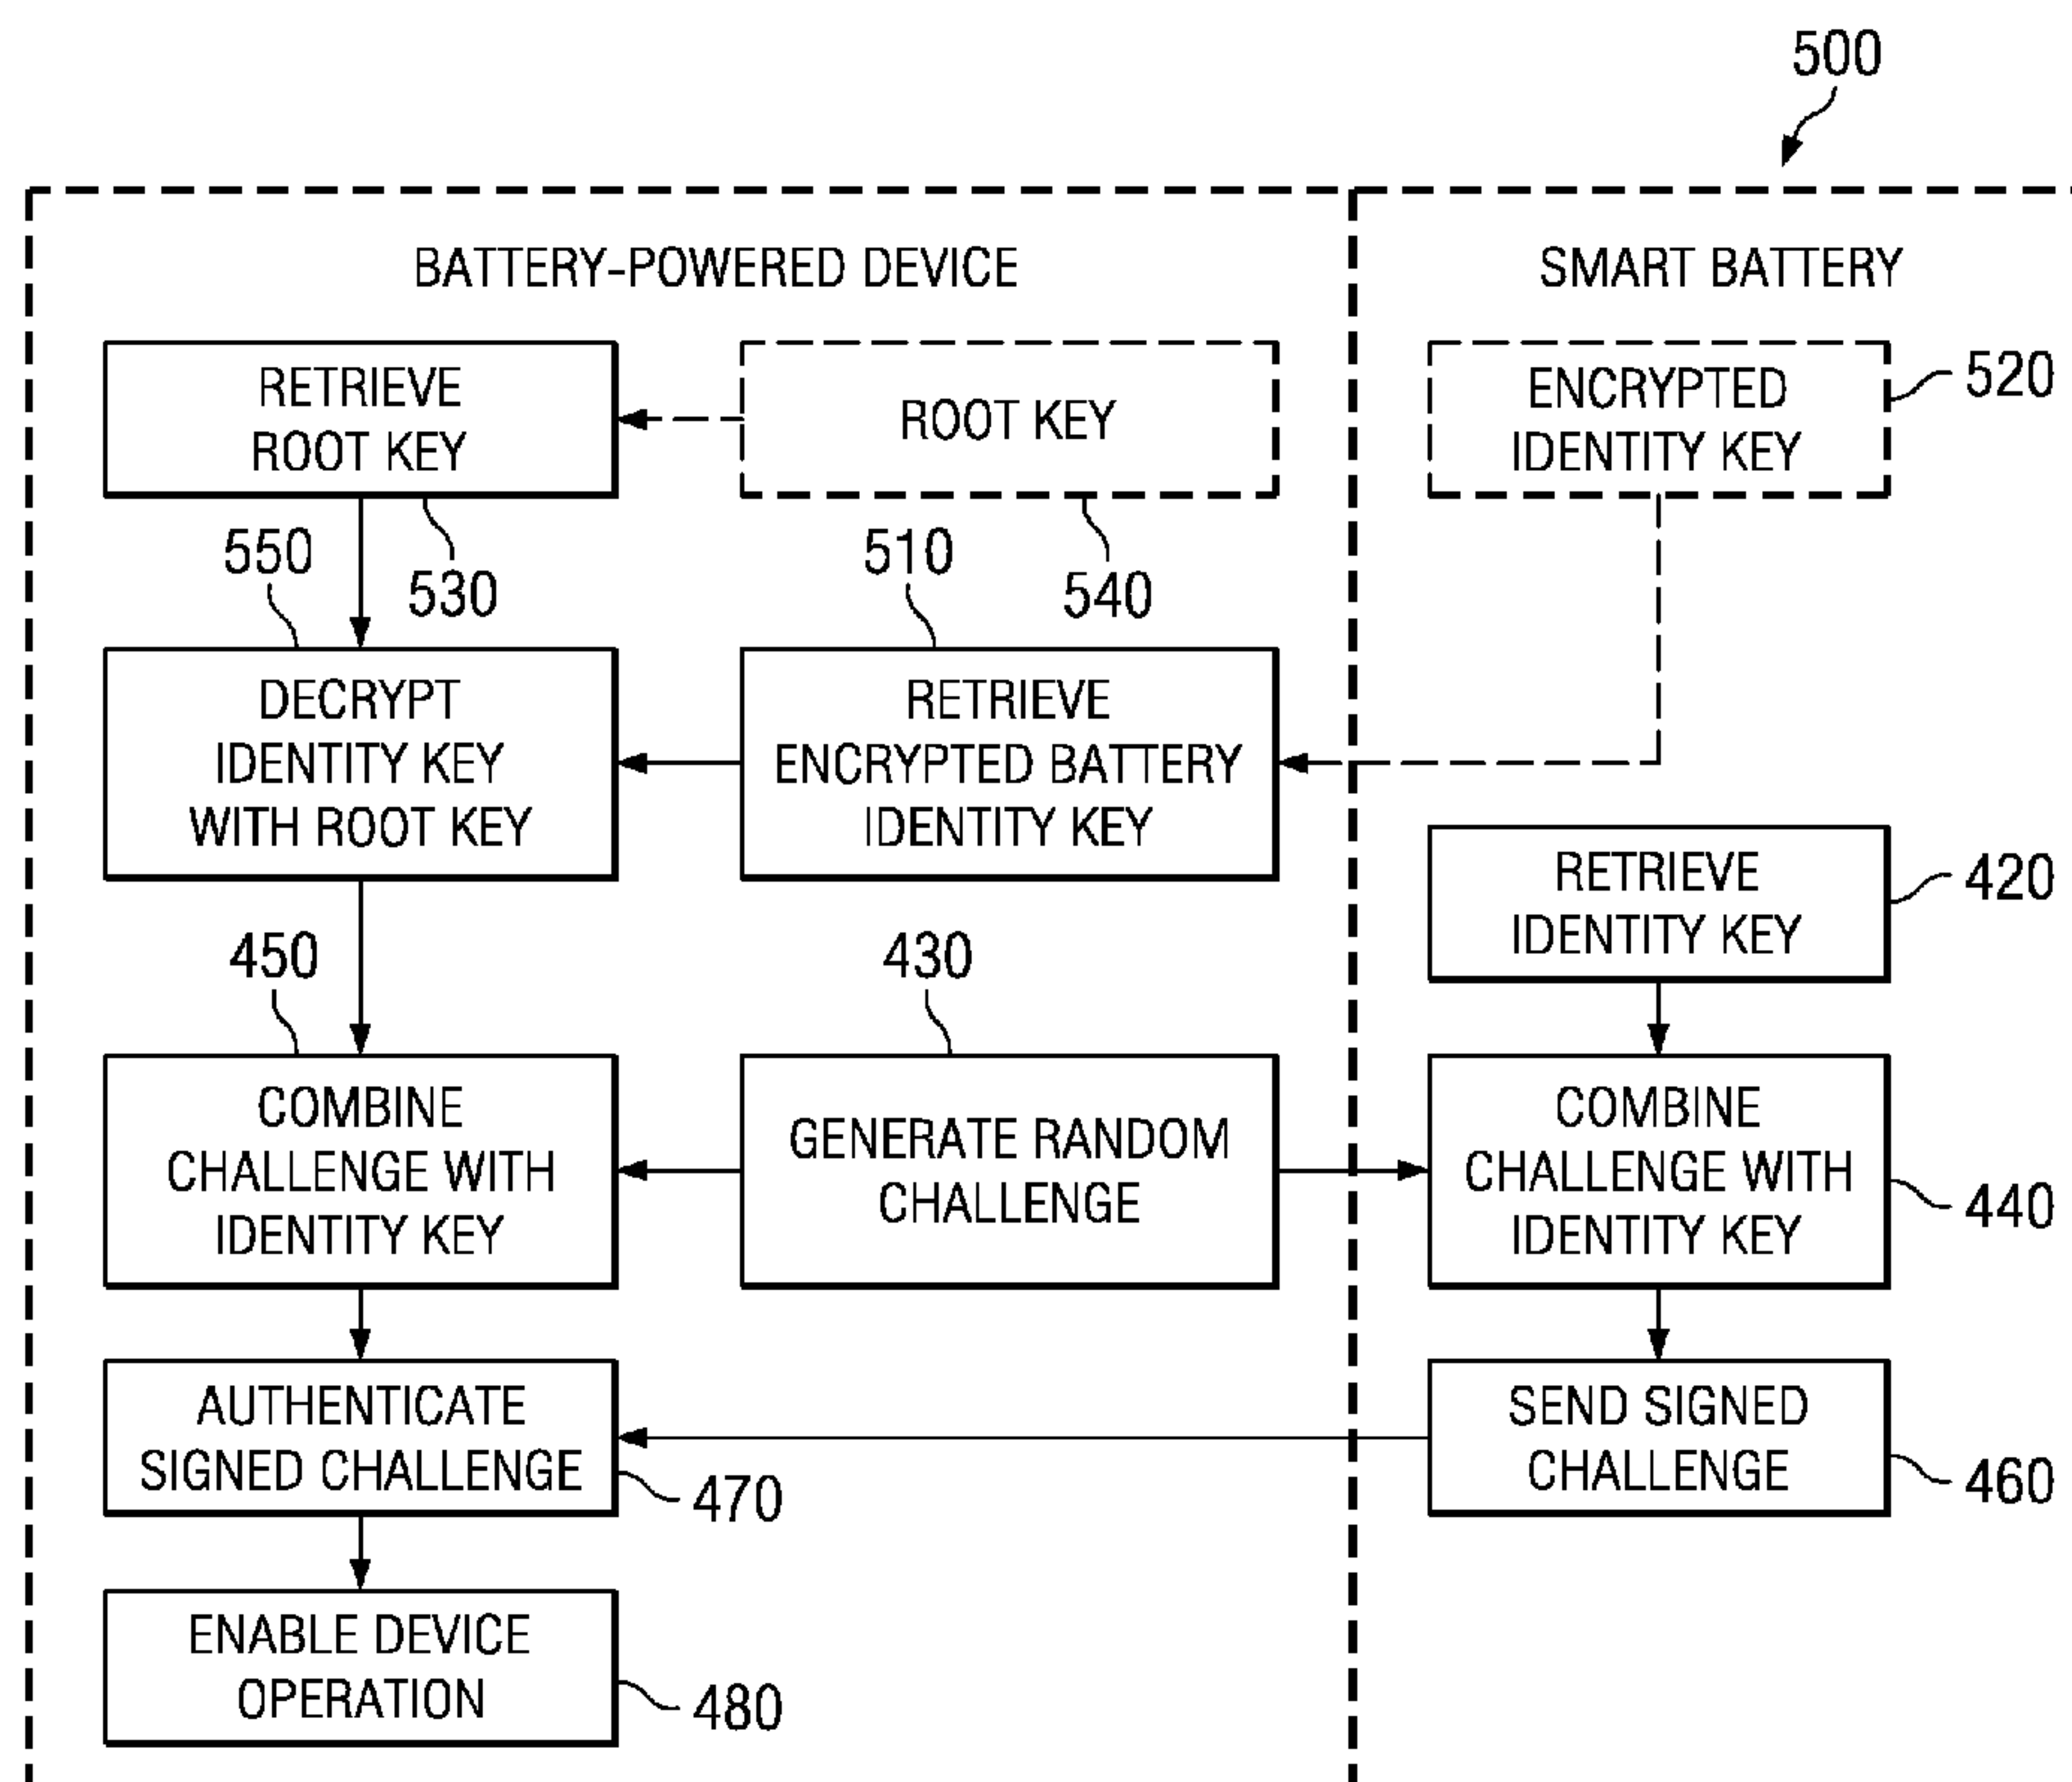 500
BATTERY-POWERED DEVICE
SMART BATTERY
RETRIEVE
ROOT KEY
ROOT KEY
ENCRYPTED
IDENTITY KEY
520
550
530
510
540
DECRYPT
IDENTITY KEY
WITH ROOT KEY
RETRIEVE
ENCRYPTED BATTERY
IDENTITY KEY
RETRIEVE
IDENTITY KEY
420
450
430
COMBINE
CHALLENGE WITH
IDENTITY KEY
GENERATE RANDOM
CHALLENGE
COMBINE
CHALLENGE WITH
IDENTITY KEY
440
AUTHENTICATE
SIGNED CHALLENGE
470
SEND SIGNED
CHALLENGE
460
ENABLE DEVICE
OPERATION
480